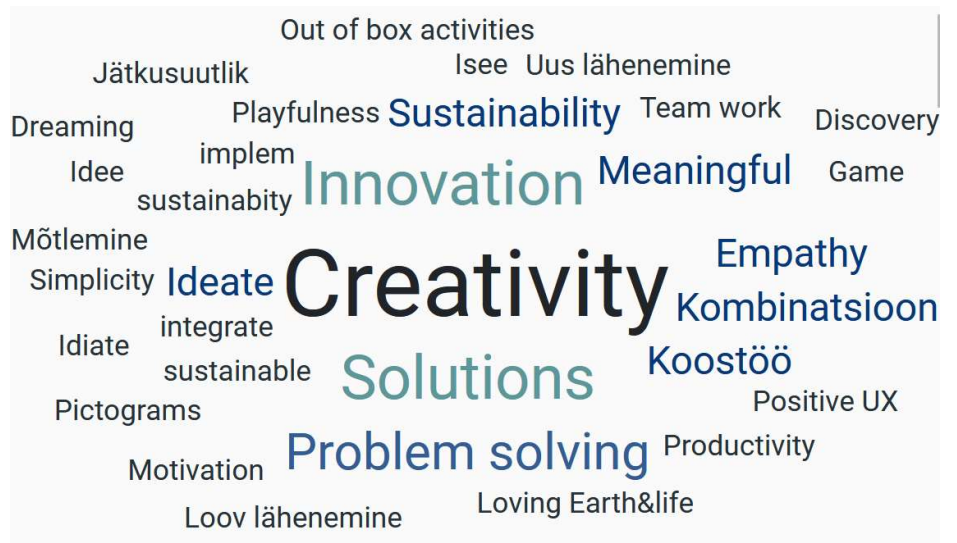 Out of box activities
Isee Uus lähenemine
Jätkusuutlik
Playfulness Sustainability Team work
Dreaming Discovery
implem
Idee Innovation Meaningful Game
sustainabity
Mõtlemine
Empathy
Simplicity Ideate Creativity
Kombinatsioon
integrate
Idiate
Koostöö
sustainable Solutions
Positive UX
Pictograms
Problem solving Productivity
Motivation
Loving Earth&life
Loov lähenemine